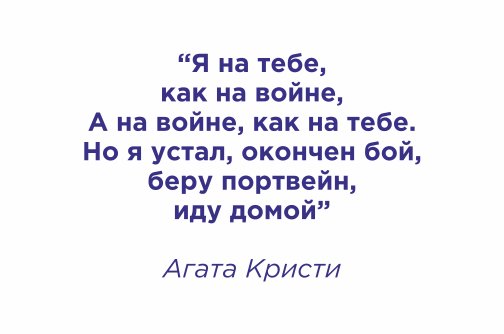 “Я на тебе,
как на войне,
А на войне, как на тебе.
Но я устал, окончен бой,
беру портвейн,
иду домой”
Агата Кристи